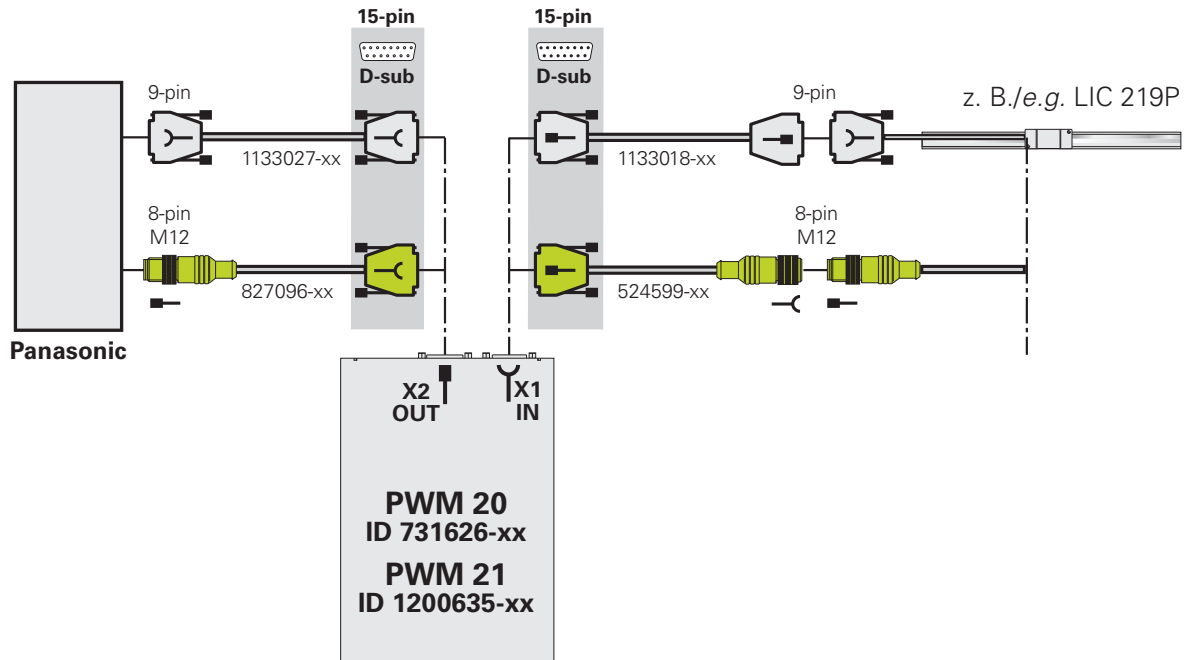 15-pin
15-pin
D-sub
D-sub
9-pin
9-pin
z. B./e.g. LIC 219P
1133027-xx
1133018-xx
8-pin
M12
8-pin
M12
827096-xx
524599-xx
Panasonic
X2
OUT
X1
IN
PWM 20
ID 731626-xx
PWM 21
ID 1200635-xx